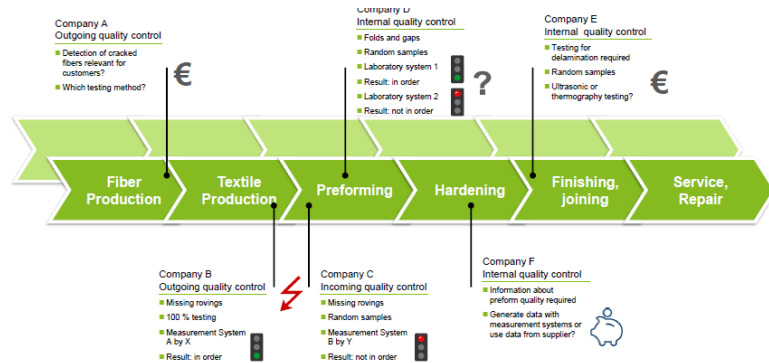 Company A
Outgoing quality control
Detection of cracked
fibers relevant for
customers?
Which testing method?
€
Company D
Internal quality control
Folds and gaps
Random samples
Laboratory system 1
Result: in order
Laboratory system 2
Result: not in order
?
Company E
Internal quality control
Testing for
delamination required
Random samples
Ultrasonic or
thermography testing?
€
Fiber
Production
Textile
Production
Preforming
Hardening
Finishing,
joining
Service,
Repair
Company B
Outgoing quality control
Missing rovings
100 % testing
Measurement System
A by X
Result: in order
Company C
Incoming quality control
Missing rovings
Random samples
Measurement System
B by Y
Result: not in order
Company F
Internal quality control
Information about
preform quality required
Generate data with
measurement systems or
use data from supplier?